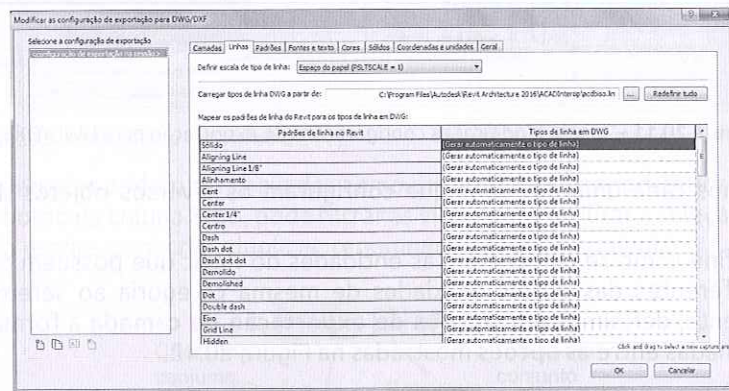 Modificar as configuração de exportação para DWG/DXF
Selecione a configuração de exportação
Camadas Linhas Padrões Fontes e texto Cores Sólidos Coordenadas e unidades Geral
Definir escala de tipo de linha: Espaço do papel (PSLTSCALE = 1)
Carregar tipos de linha DWG a partir de: C:\Program Files\Autodesk\Revit Architecture 2016\ACADInterop\acdbiso.lin ... Redefinir tudo
Mapear os padrões de linha do Revit para os tipos de linha em DWG:
Padrões de linha no Revit Tipos de linha em DWG
Sólido {Gerar automaticamente o tipo de linha}
Aligning Line {Gerar automaticamente o tipo de linha}
Aligning Line 1/8" {Gerar automaticamente o tipo de linha}
Alinhamento {Gerar automaticamente o tipo de linha}
Cent {Gerar automaticamente o tipo de linha}
Center {Gerar automaticamente o tipo de linha}
Center 1/4" {Gerar automaticamente o tipo de linha}
Centro {Gerar automaticamente o tipo de linha}
Dash {Gerar automaticamente o tipo de linha}
Dash dot {Gerar automaticamente o tipo de linha}
Dash dot dot {Gerar automaticamente o tipo de linha}
Demolido {Gerar automaticamente o tipo de linha}
Demolished {Gerar automaticamente o tipo de linha}
Dot {Gerar automaticamente o tipo de linha}
Double dash {Gerar automaticamente o tipo de linha}
Eixo {Gerar automaticamente o tipo de linha}
Grid Line {Gerar automaticamente o tipo de linha}
Hidden {Gerar automaticamente o tipo de linha}
Click and drag to select a new capture area
OK Cancelar